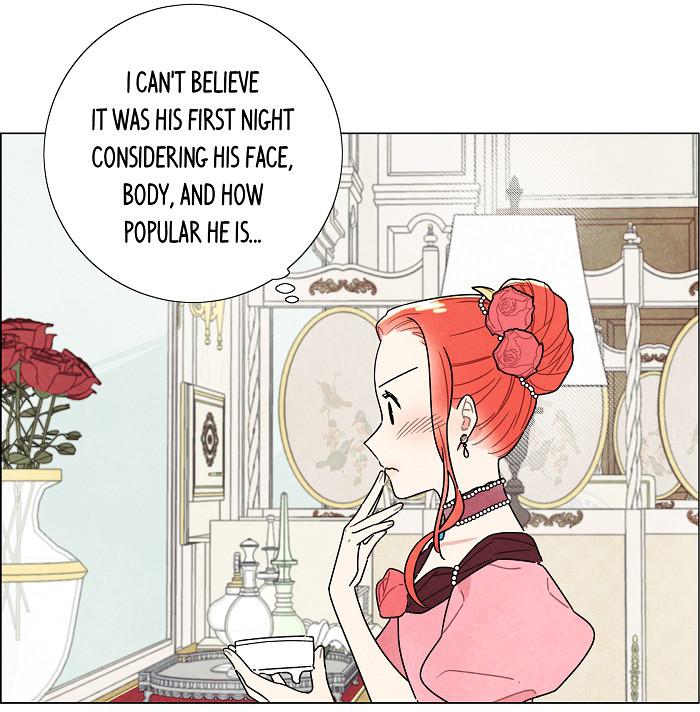 I CAN'T BELIEVE
IT WAS HIS FIRST NIGHT
CONSIDERING HIS FACE,
BODY, AND HOW
POPULAR HE IS...